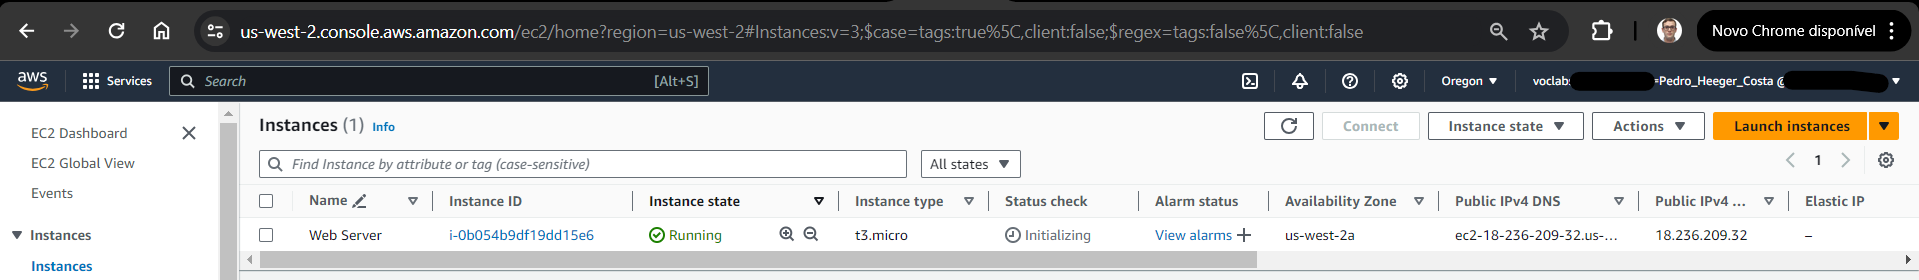 us-west-2.console.aws.amazon.com/ec2/home?region=us-west-2#Instances:v=3;$case=tags:true%5C,client:false;$regex=tags:false%5C,client:false
Novo Chrome disponível
aws
Services
Search
[Alt+S]
Oregon
voclabs
=Pedro_Heeger_Costa @
EC2 Dashboard
EC2 Global View
Events
Instances
Instances
Instances (1) Info
Connect
Instance state
Actions
Launch instances
Find Instance by attribute or tag (case-sensitive)
All states
1
Name Instance ID Instance state Instance type Status check Alarm status Availability Zone Public IPv4 DNS Public IPv4 ... Elastic IP
Web Server i-0b054b9df19dd15e6 Running t3.micro Initializing View alarms + us-west-2a ec2-18-236-209-32.us-... 18.236.209.32 –